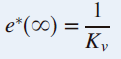 e*(∞) = 1/K_v